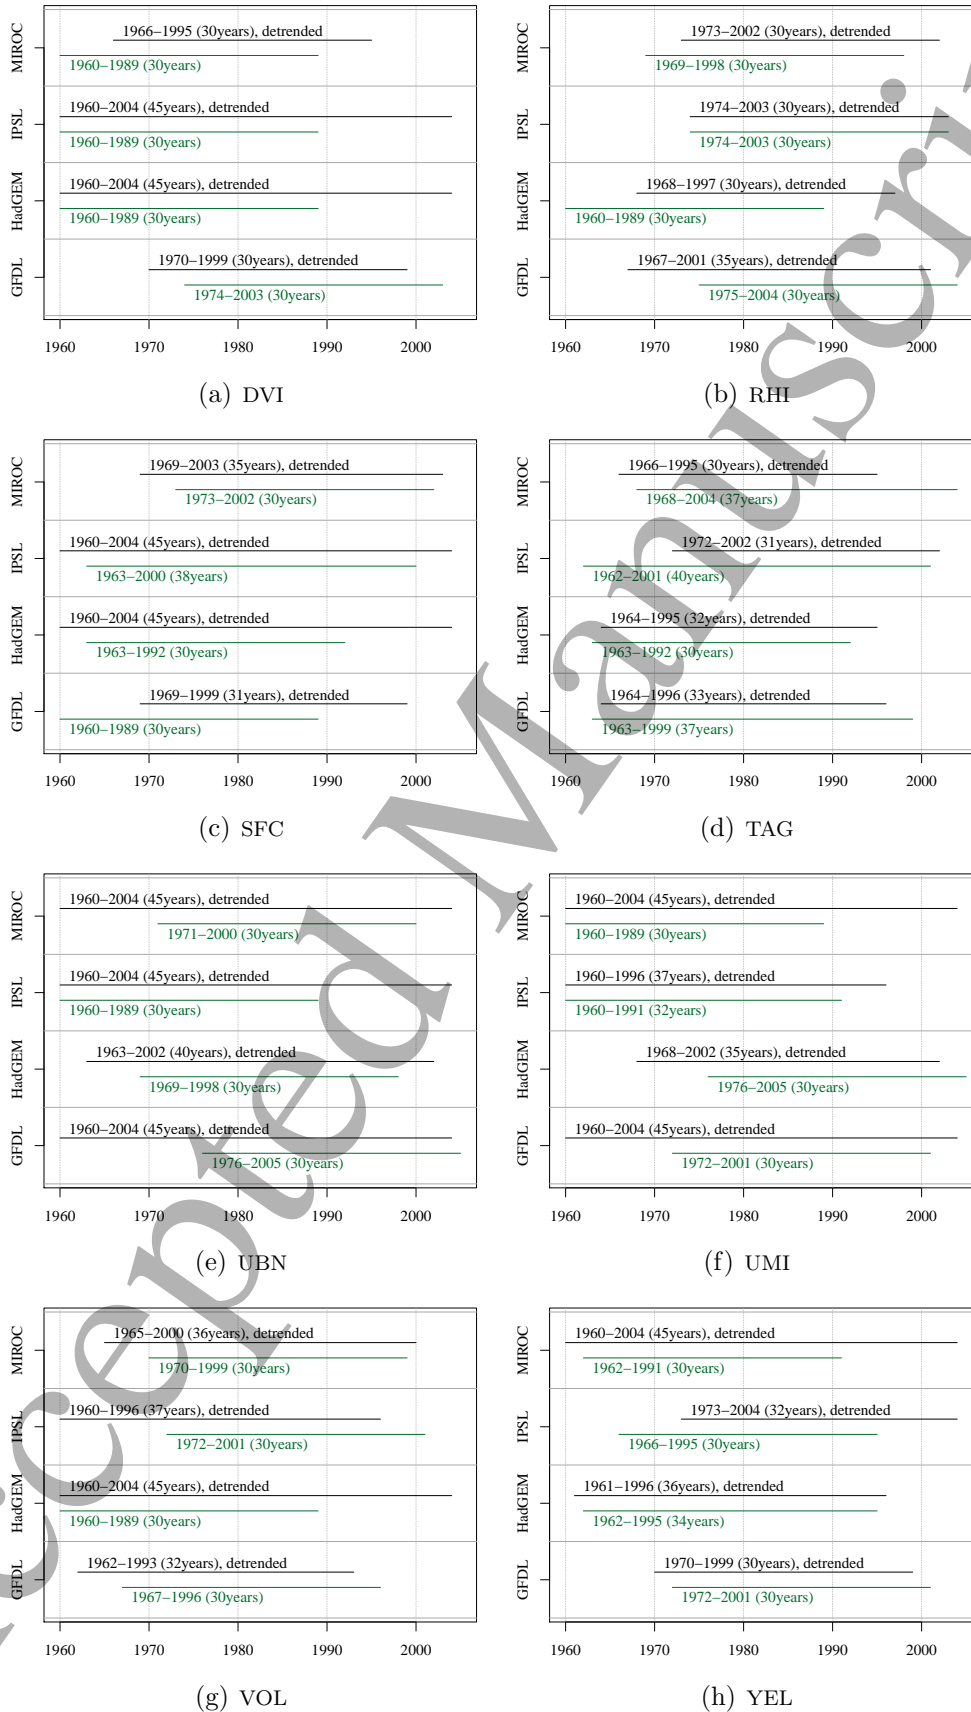 MIROC
1966–1995 (30years), detrended
1960–1989 (30years)
IPSL
1960–2004 (45years), detrended
1960–1989 (30years)
HadGEM
1960–2004 (45years), detrended
1960–1989 (30years)
GFDL
1970–1999 (30years), detrended
1974–2003 (30years)
1960 1970 1980 1990 2000
(a) DVI
MIROC
1973–2002 (30years), detrended
1969–1998 (30years)
IPSL
1974–2003 (30years), detrended
1974–2003 (30years)
HadGEM
1968–1997 (30years), detrended
1960–1989 (30years)
GFDL
1967–2001 (35years), detrended
1975–2004 (30years)
1960 1970 1980 1990 2000
(b) RHI
MIROC
1969–2003 (35years), detrended
1973–2002 (30years)
IPSL
1960–2004 (45years), detrended
1963–2000 (38years)
HadGEM
1960–2004 (45years), detrended
1963–1992 (30years)
GFDL
1969–1999 (31years), detrended
1960–1989 (30years)
1960 1970 1980 1990 2000
(c) SFC
MIROC
1966–1995 (30years), detrended
1968–2004 (37years)
IPSL
1972–2002 (31years), detrended
1962–2001 (40years)
HadGEM
1964–1995 (32years), detrended
1963–1992 (30years)
GFDL
1964–1996 (33years), detrended
1963–1999 (37years)
1960 1970 1980 1990 2000
(d) TAG
MIROC
1960–2004 (45years), detrended
1971–2000 (30years)
IPSL
1960–2004 (45years), detrended
1960–1989 (30years)
HadGEM
1963–2002 (40years), detrended
1969–1998 (30years)
GFDL
1960–2004 (45years), detrended
1976–2005 (30years)
1960 1970 1980 1990 2000
(e) UBN
MIROC
1960–2004 (45years), detrended
1960–1989 (30years)
IPSL
1960–1996 (37years), detrended
1960–1991 (32years)
HadGEM
1968–2002 (35years), detrended
1976–2005 (30years)
GFDL
1960–2004 (45years), detrended
1972–2001 (30years)
1960 1970 1980 1990 2000
(f) UMI
MIROC
1965–2000 (36years), detrended
1970–1999 (30years)
IPSL
1960–1996 (37years), detrended
1972–2001 (30years)
HadGEM
1960–2004 (45years), detrended
1960–1989 (30years)
GFDL
1962–1993 (32years), detrended
1967–1996 (30years)
1960 1970 1980 1990 2000
(g) VOL
MIROC
1960–2004 (45years), detrended
1962–1991 (30years)
IPSL
1973–2004 (32years), detrended
1966–1995 (30years)
HadGEM
1961–1996 (36years), detrended
1962–1995 (34years)
GFDL
1970–1999 (30years), detrended
1972–2001 (30years)
1960 1970 1980 1990 2000
(h) YEL